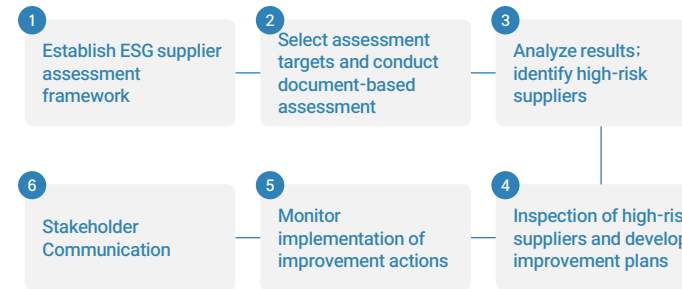 1
Establish ESG supplier
assessment
framework
2
Select assessment
targets and conduct
document-based
assessment
3
Analyze results;
identify high-risk
suppliers
4
Inspection of high-ris
suppliers and develop
improvement plans
5
Monitor
implementation of
improvement actions
6
Stakeholder
Communication